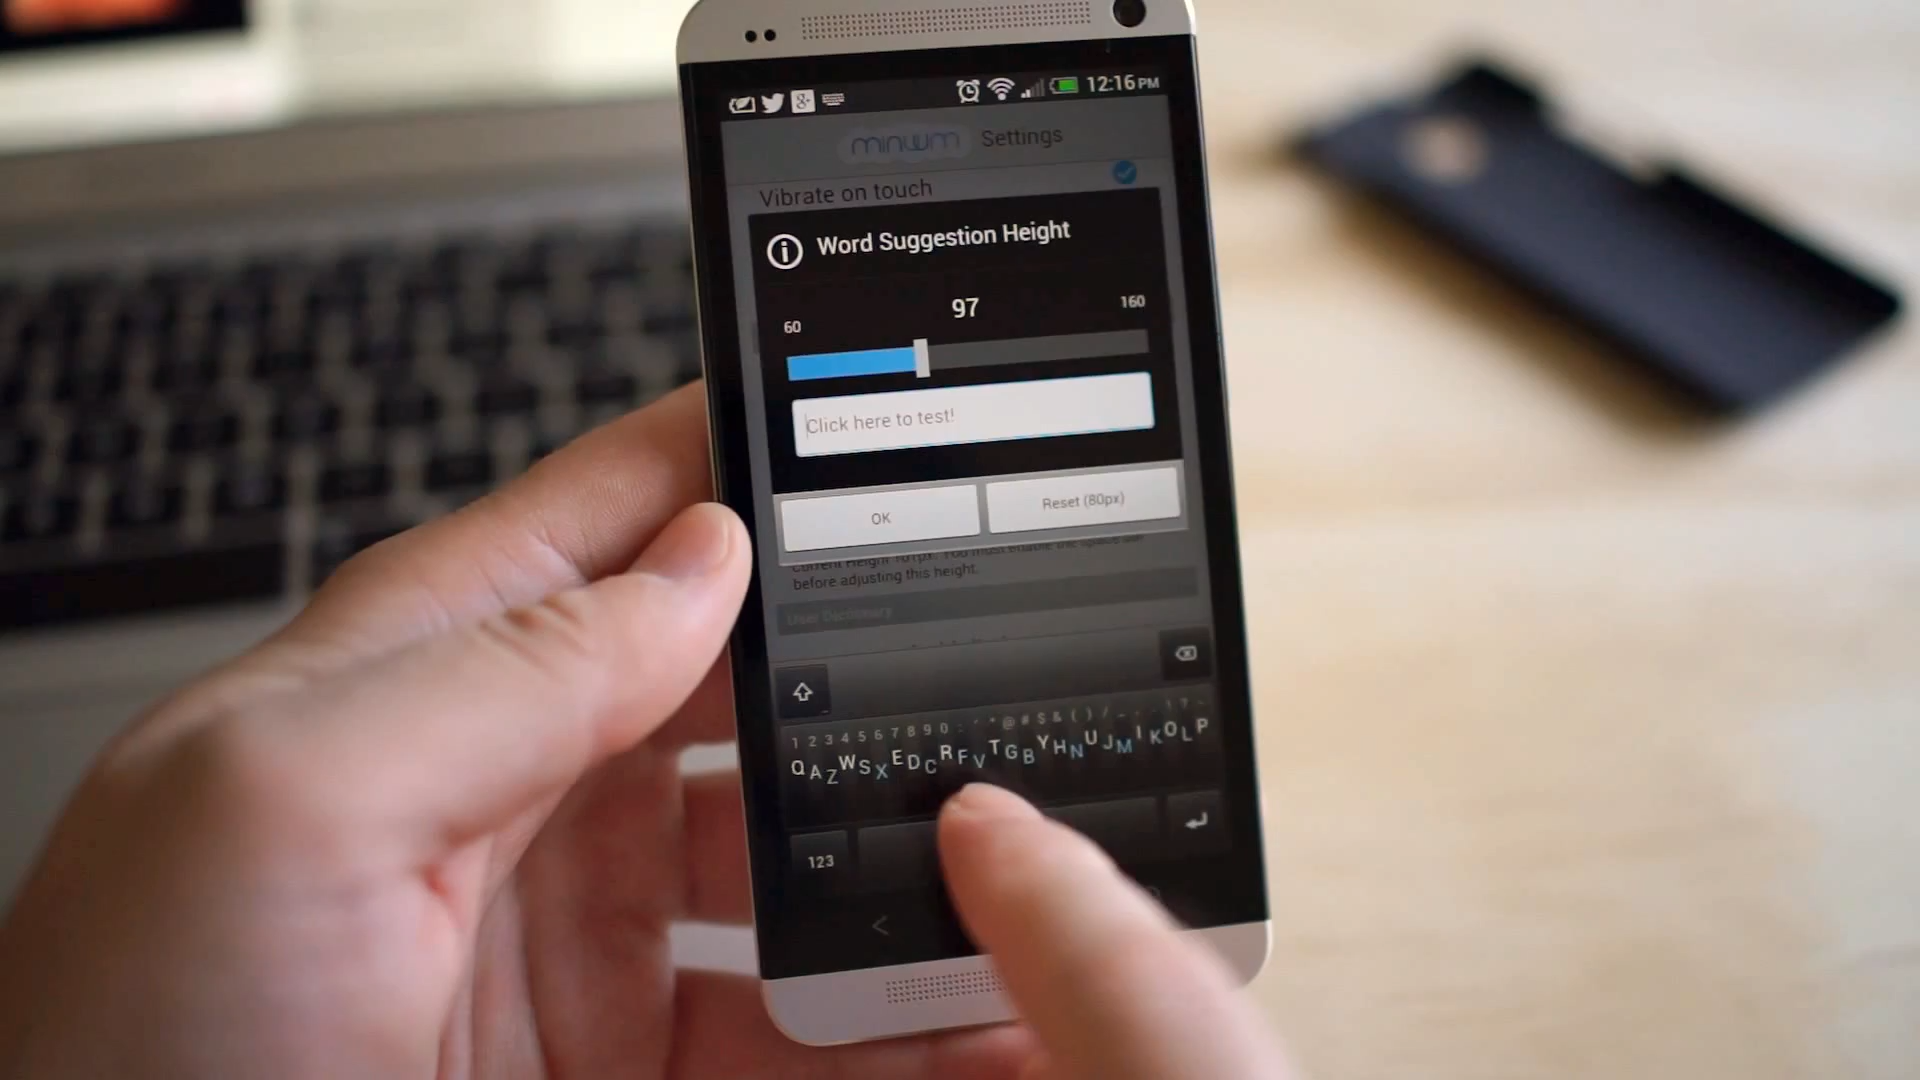 12:16 PM
minuum Settings
Vibrate on touch
Word Suggestion Height
97
60
160
Click here to test!
OK
Reset (80px)
before adjusting this height.
User Dictionary
1 2 3 4 5 6 7 8 9 0 : ' " @ # $ & ( ) / _ , . ! ? -
Q A Z W S X E D C R F V T G B Y H N U J M I K O L P
123